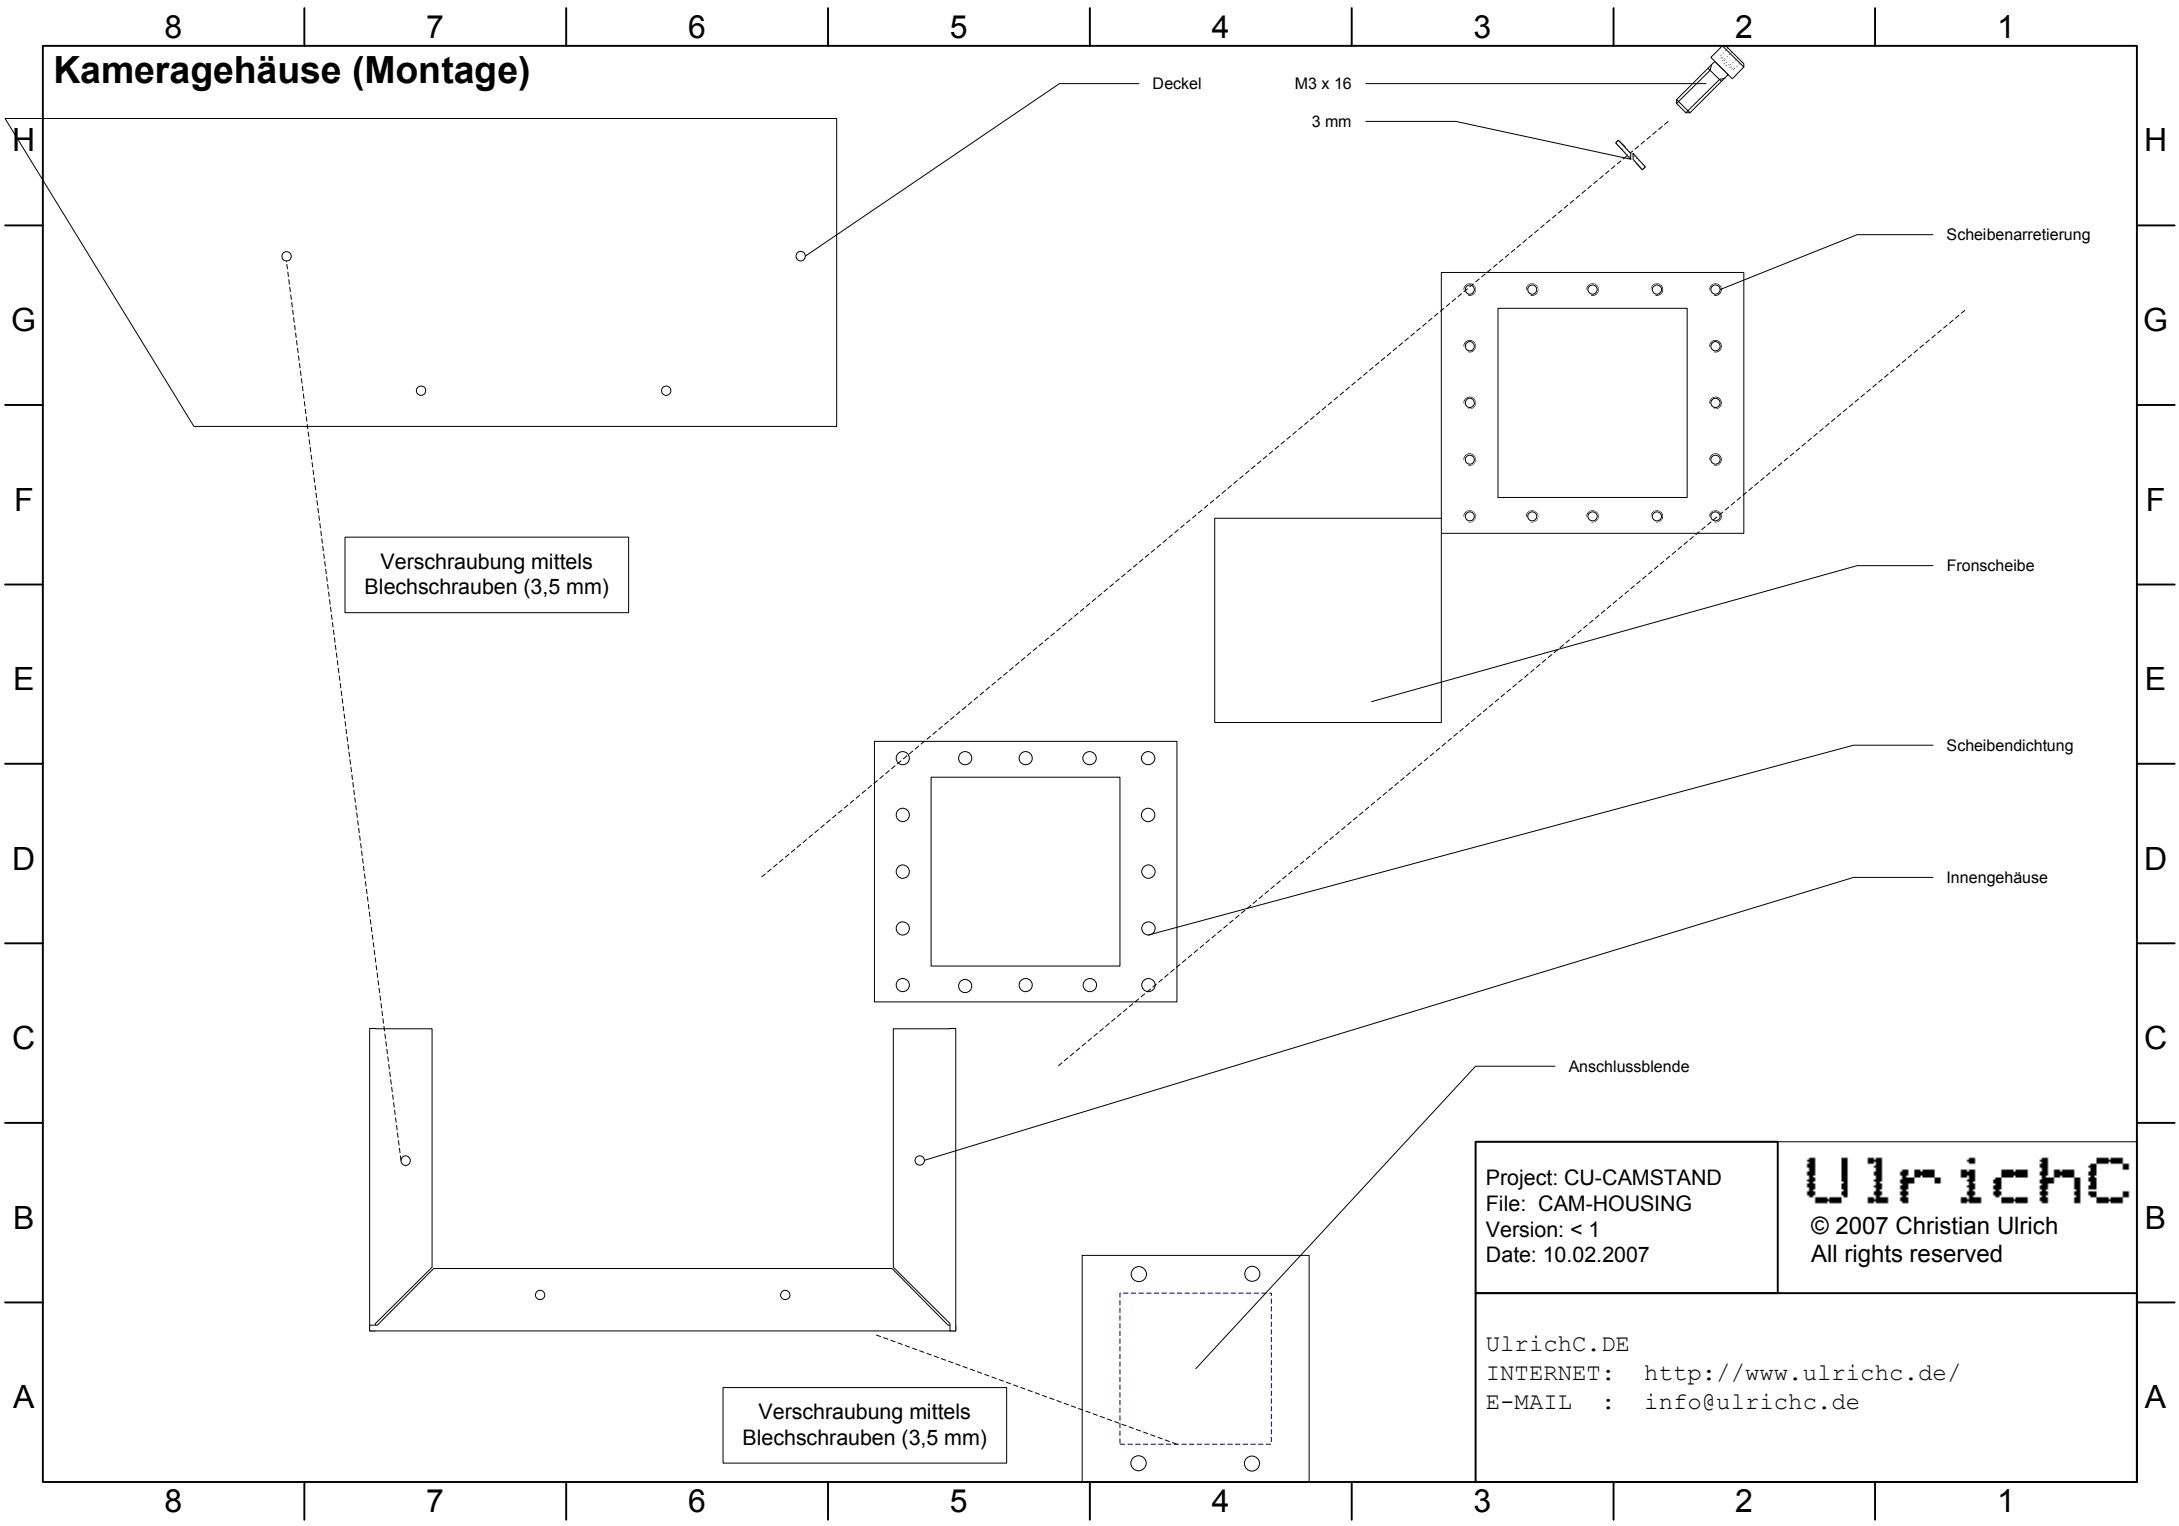 8 7 6 5 4 3 2 1
Kameragehäuse (Montage)
Deckel
M3 x 16
3 mm
H H
Scheibenarretierung
G G
F F
Verschraubung mittels
Blechschrauben (3,5 mm)
Fronscheibe
E E
Scheibendichtung
D D
Innengehäuse
C C
Anschlussblende
Project: CU-CAMSTAND
File: CAM-HOUSING
Version: < 1
Date: 10.02.2007
UlrichC
© 2007 Christian Ulrich
All rights reserved
B B
UlrichC.DE
INTERNET: http://www.ulrichc.de/
E-MAIL : info@ulrichc.de
A A
Verschraubung mittels
Blechschrauben (3,5 mm)
8 7 6 5 4 3 2 1